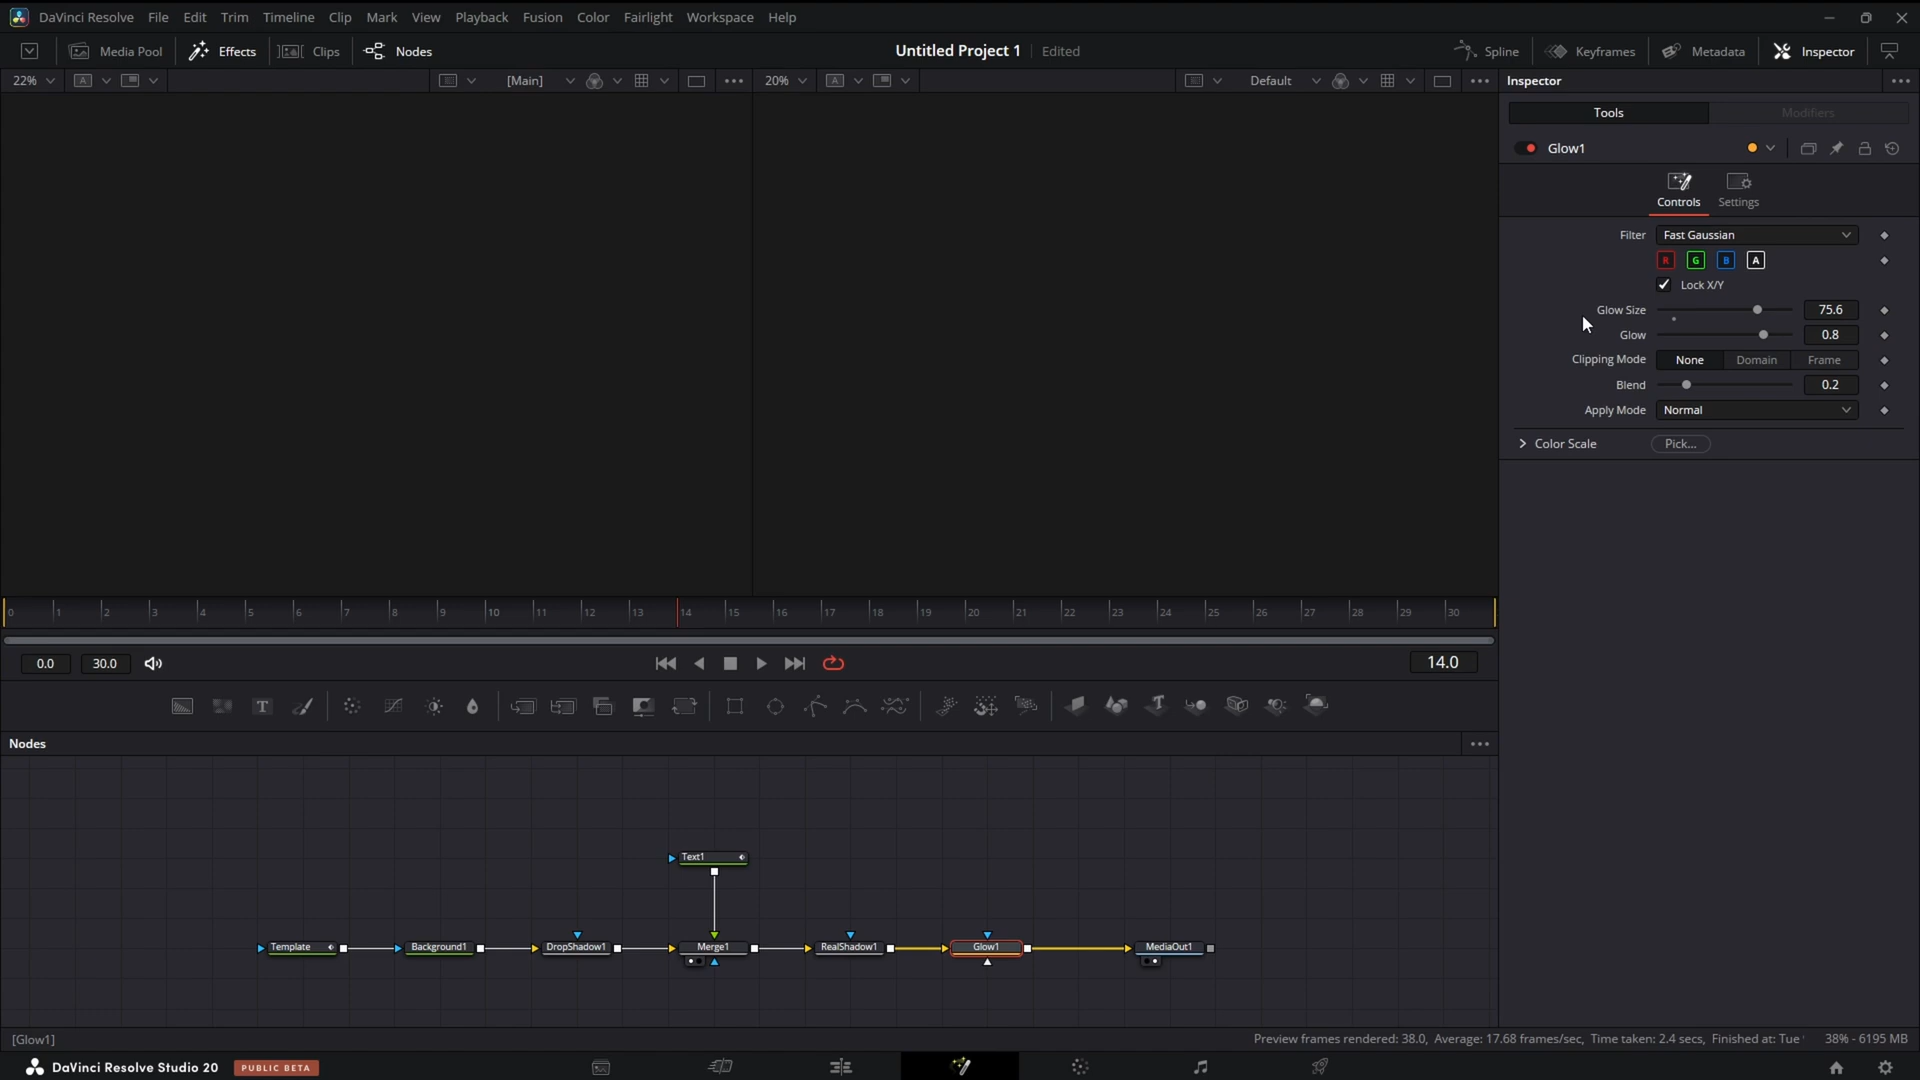 DaVinci Resolve File Edit Trim Timeline Clip Mark View Playback Fusion Color Fairlight Workspace Help
Media Pool Effects Clips Nodes Untitled Project 1 Edited Spline Keyframes Metadata Inspector
22% A [Main] 20% A Default Inspector
Tools Modifiers
Glow1
Controls Settings
Filter Fast Gaussian
R G B A
Lock X/Y
Glow Size 75.6
Glow 0.8
Clipping Mode None Domain Frame
Blend 0.2
Apply Mode Normal
Color Scale Pick...
0 1 2 3 4 5 6 7 8 9 10 11 12 13 14 15 16 17 18 19 20 21 22 23 24 25 26 27 28 29 30
0.0 30.0 14.0
T T
Nodes
Text1
Template Background1 DropShadow1 Merge1 RealShadow1 Glow1 MediaOut1
[Glow1] Preview frames rendered: 38.0, Average: 17.68 frames/sec, Time taken: 2.4 secs, Finished at: Tue 38% - 6195 MB
DaVinci Resolve Studio 20 PUBLIC BETA